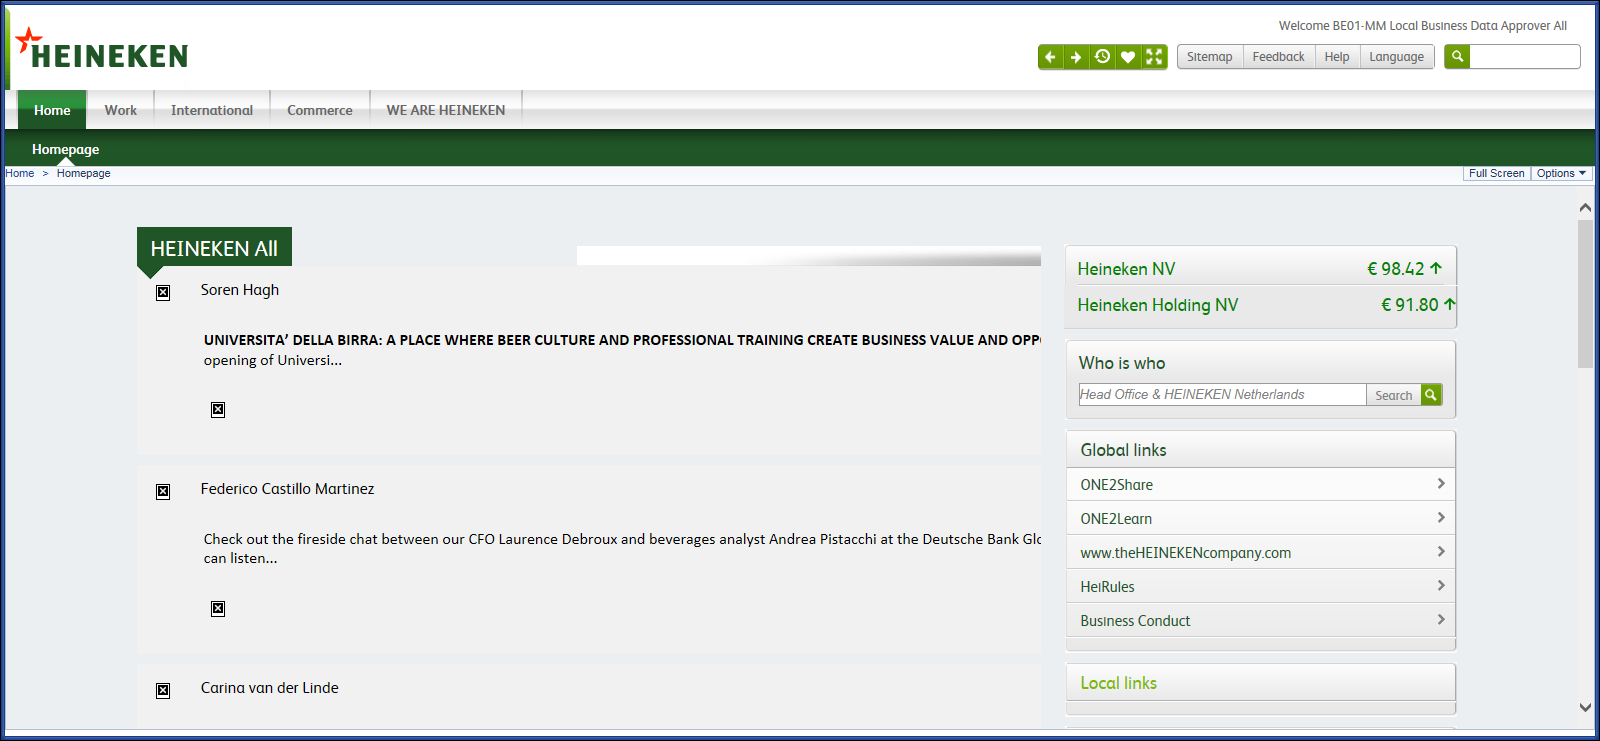 Welcome BE01-MM Local Business Data Approver All
HEINEKEN
Sitemap Feedback Help Language
Home Work International Commerce WE ARE HEINEKEN
Homepage
Home > Homepage
Full Screen Options
HEINEKEN All
Soren Hagh
UNIVERSITA’ DELLA BIRRA: A PLACE WHERE BEER CULTURE AND PROFESSIONAL TRAINING CREATE BUSINESS VALUE AND OPP
opening of Universi...
Federico Castillo Martinez
Check out the fireside chat between our CFO Laurence Debroux and beverages analyst Andrea Pistacchi at the Deutsche Bank Glo
can listen...
Carina van der Linde
Heineken NV € 98.42
Heineken Holding NV € 91.80
Who is who
Head Office & HEINEKEN Netherlands Search
Global links
ONE2Share
ONE2Learn
www.theHEINEKENcompany.com
HeiRules
Business Conduct
Local links